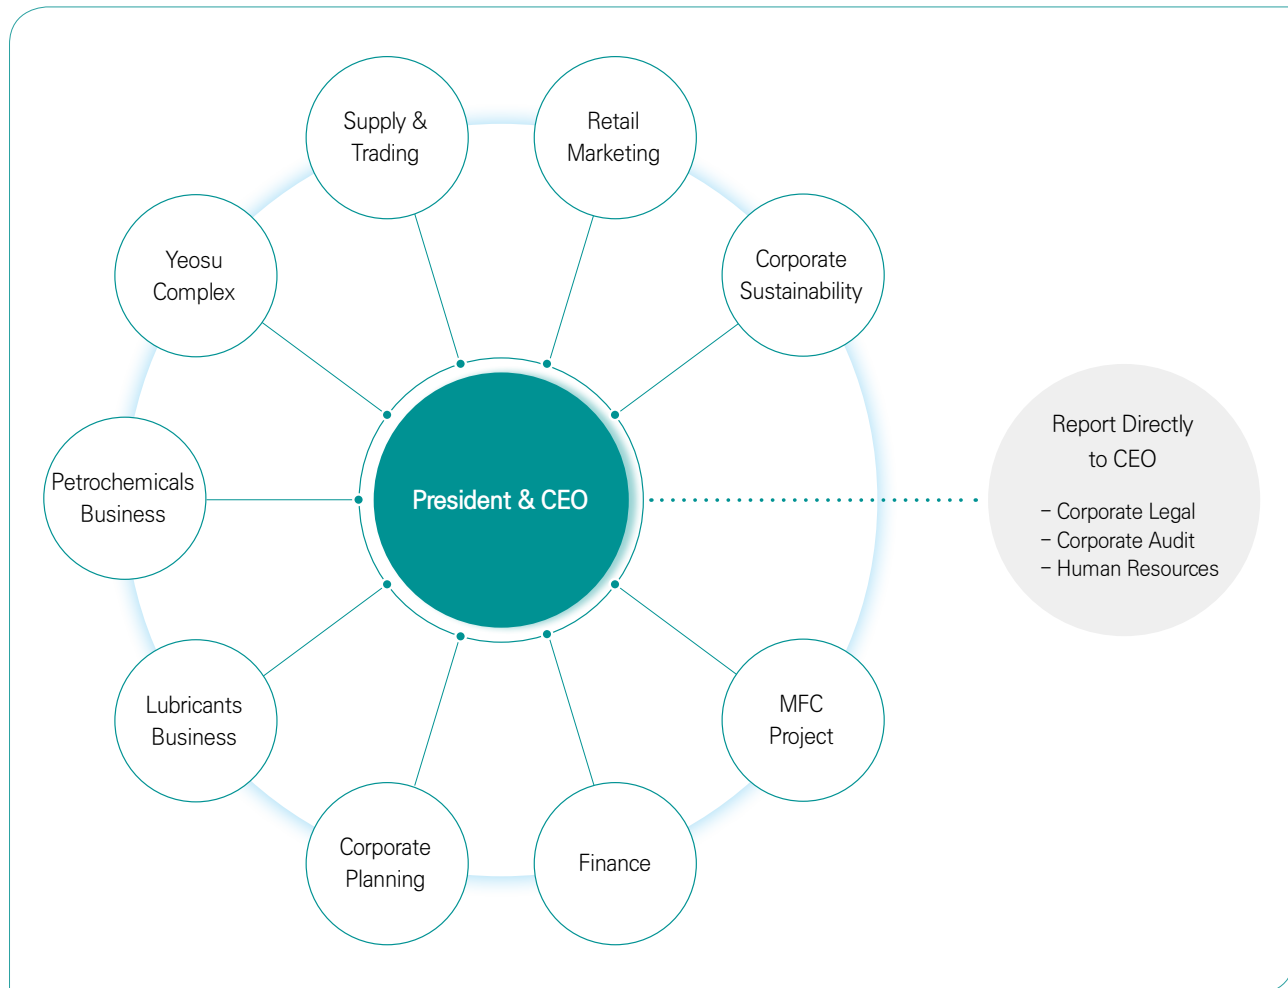 Supply &
Trading
Retail
Marketing
Yeosu
Complex
Corporate
Sustainability
Petrochemicals
Business
President & CEO
Report Directly
to CEO
– Corporate Legal
– Corporate Audit
– Human Resources
Lubricants
Business
MFC
Project
Corporate
Planning
Finance